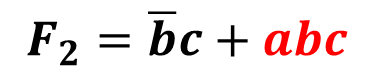 F₂ = b̅c + abc